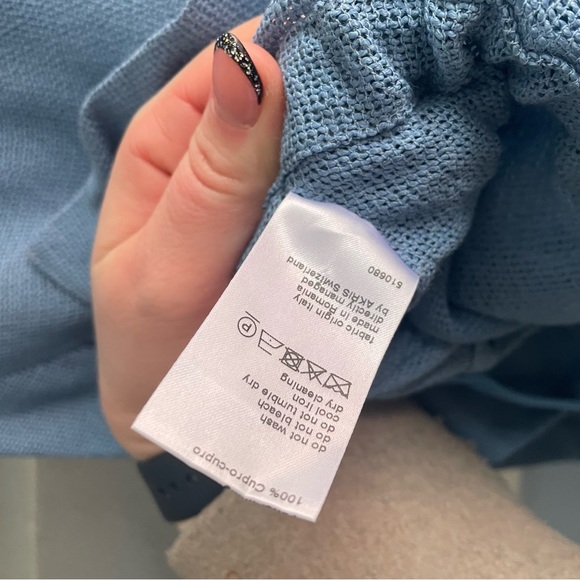 100% Cupro-cupro
do not wash
do not bleach
do not tumble dry
cool iron
dry cleaning
P
fabric origin Italy
made in Romania
directly managed
by AKRIS Switzerland
510680